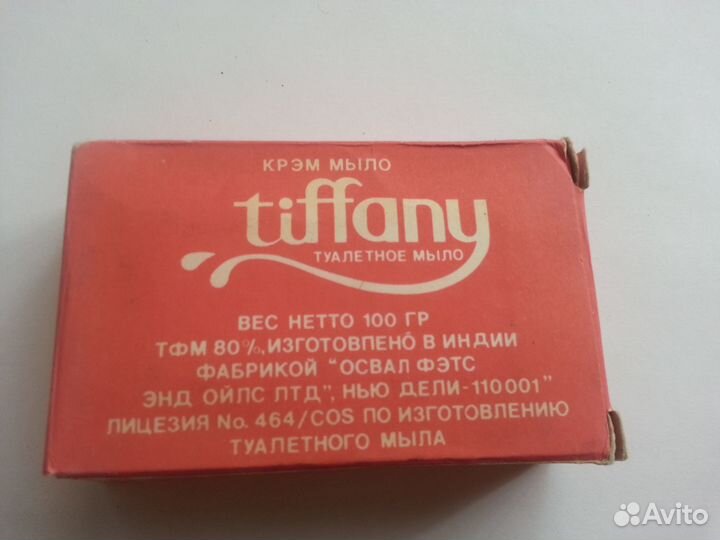 КРЭМ МЫЛО
tiffany
ТУАЛЕТНОЕ МЫЛО
ВЕС НЕТТО 100 ГР
ТФМ 80%, ИЗГОТОВПЕНО В ИНДИИ
ФАБРИКОЙ "ОСВАЛ ФЭТС
ЭНД ОЙЛС ЛТД", НЬЮ ДЕЛИ-110001"
ЛИЦЕЗИЯ No. 464/COS ПО ИЗГОТОВЛЕНИЮ
ТУАЛЕТНОГО МЫЛА
Avito